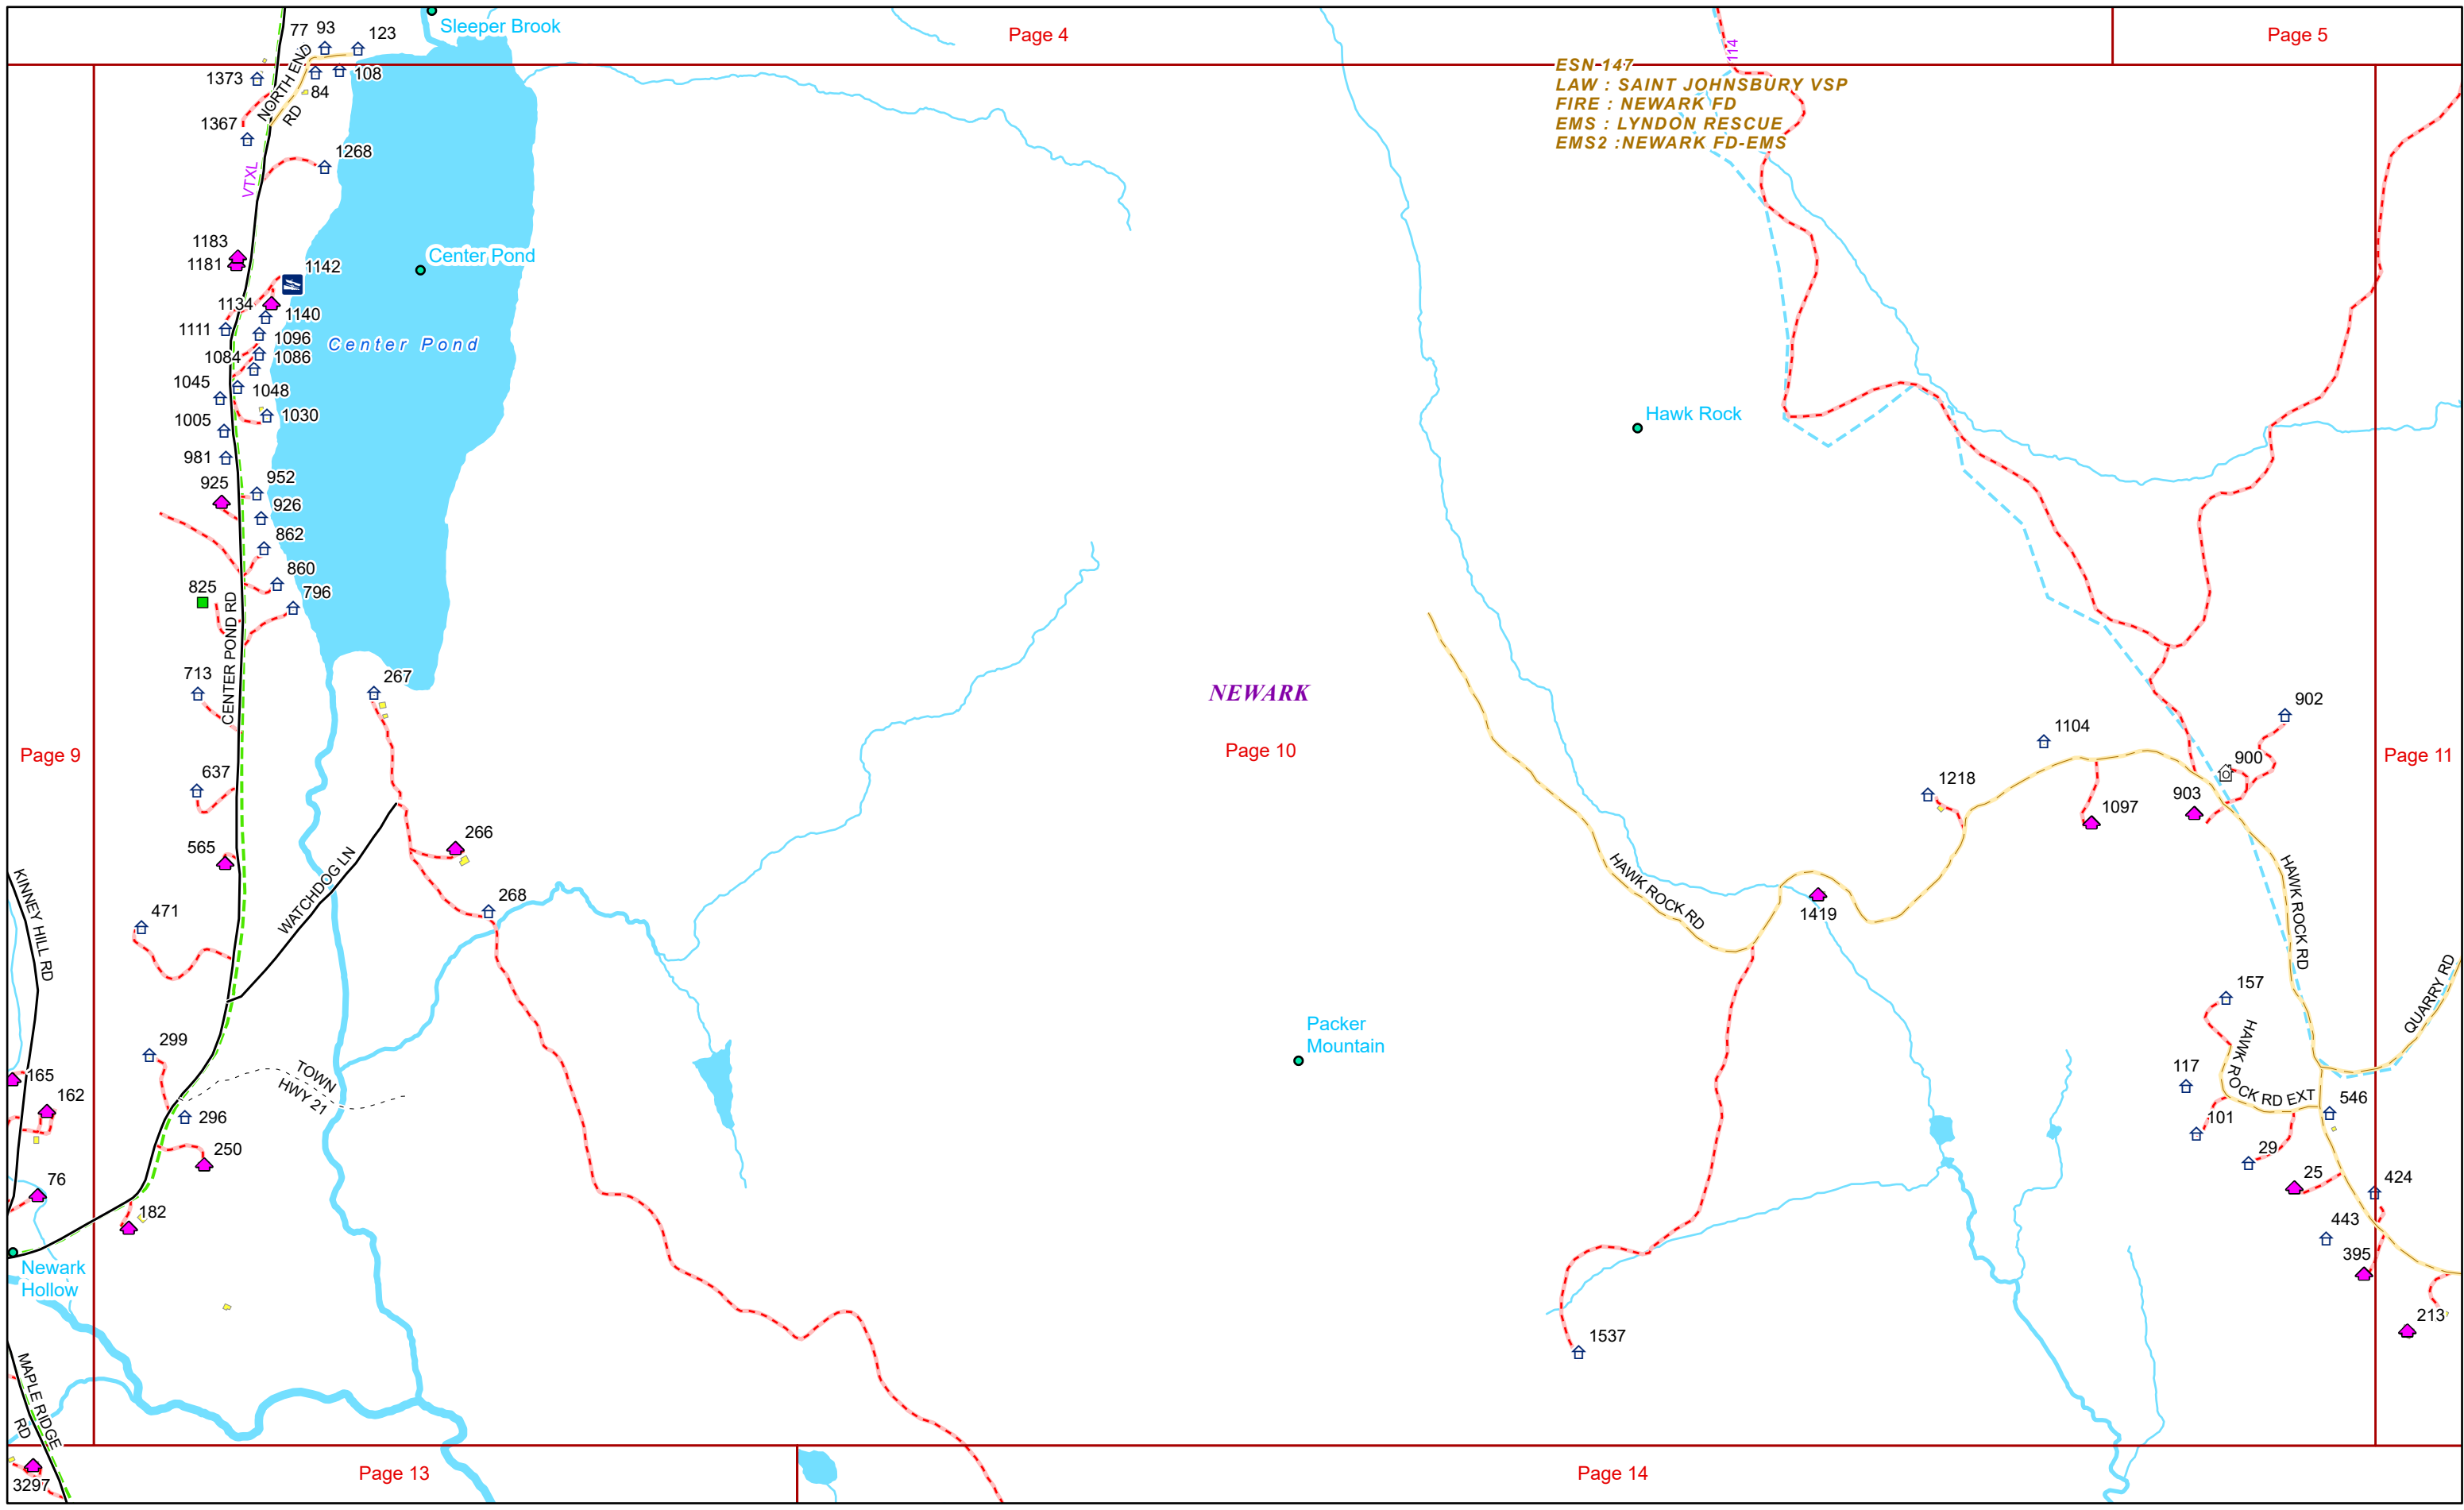 77
93
123
Sleeper Brook
Page 4
114
Page 5
1373
NORTH END
RD
108
84
ESN 147
LAW : SAINT JOHNSBURY VSP
FIRE : NEWARK FD
EMS : LYNDON RESCUE
EMS2 :NEWARK FD-EMS
1367
1268
VTXL
1183
1181
1142
Center Pond
1134
1140
1111
1096
Center Pond
1084
1086
1045
1048
1005
1030
Hawk Rock
981
952
925
926
862
860
825
796
CENTER POND RD
713
267
NEWARK
902
1104
Page 9
Page 10
900
Page 11
637
1218
903
1097
266
565
WATCHDOG LN
HAWK ROCK RD
KINNEY HILL RD
471
268
1419
HAWK ROCK RD
QUARRY RD
157
Packer
Mountain
299
TOWN
HWY 21
HAWK ROCK RD EXT
165
162
117
546
296
101
250
29
76
25
424
182
443
395
Newark
Hollow
213
1537
MAPLE RIDGE
RD
3297
Page 13
Page 14